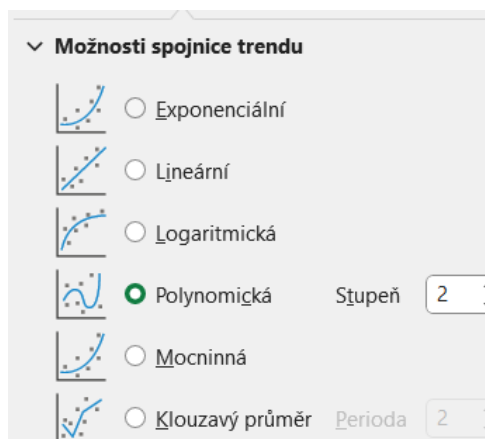 Možnosti spojnice trendu
Exponenciální
Lineární
Logaritmická
Polynomická Stupeň 2
Mocninná
Klouzavý průměr Perioda 2